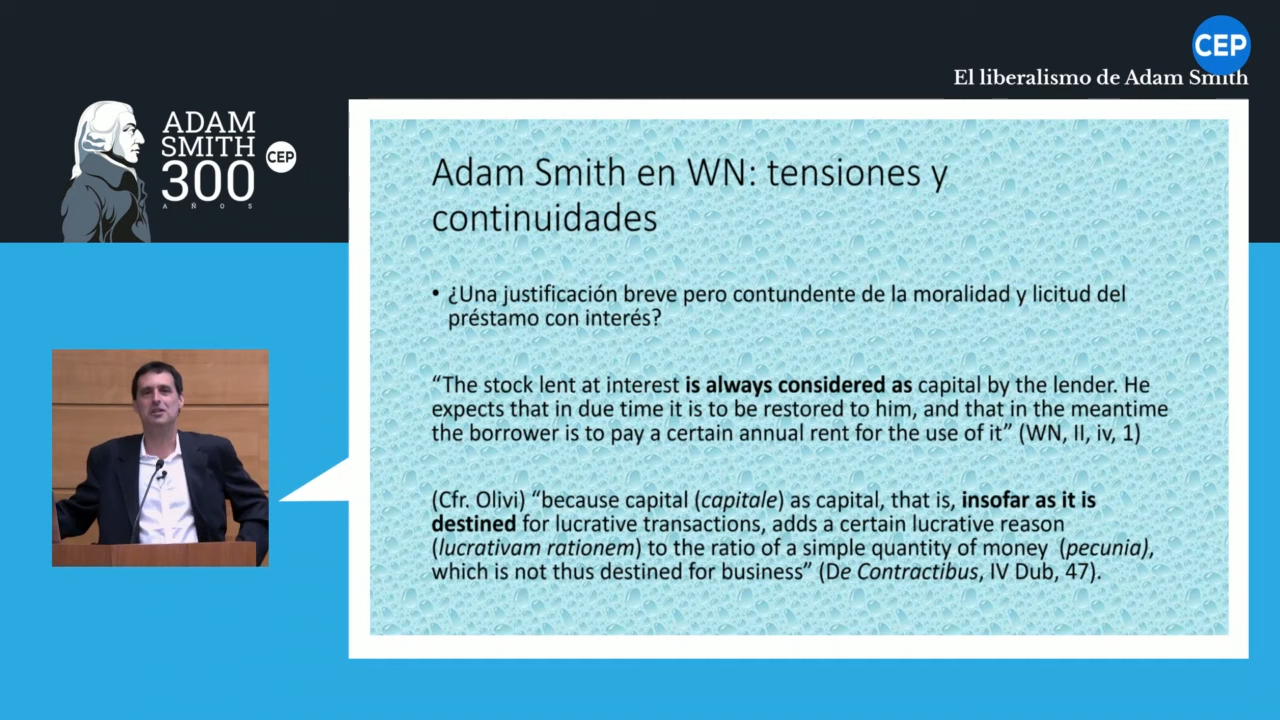 CEP
El liberalismo de Adam Smith
ADAM
SMITH
300
AÑOS
CEP
Adam Smith en WN: tensiones y
continuidades
• ¿Una justificación breve pero contundente de la moralidad y licitud del
préstamo con interés?
“The stock lent at interest is always considered as capital by the lender. He
expects that in due time it is to be restored to him, and that in the meantime
the borrower is to pay a certain annual rent for the use of it” (WN, II, iv, 1)
(Cfr. Olivi) “because capital (capitale) as capital, that is, insofar as it is
destined for lucrative transactions, adds a certain lucrative reason
(lucrativam rationem) to the ratio of a simple quantity of money (pecunia),
which is not thus destined for business” (De Contractibus, IV Dub, 47).